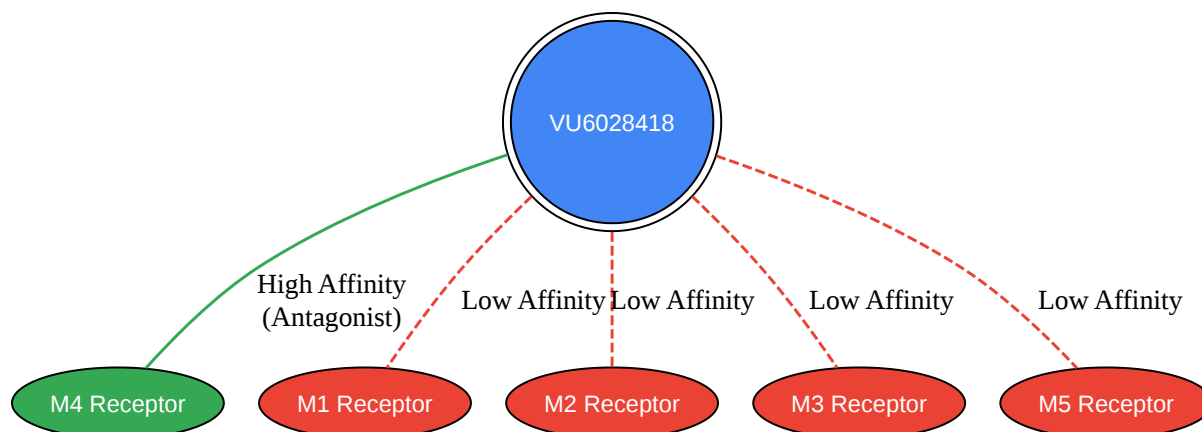 VU6028418
High Affinity
(Antagonist)
Low Affinity
Low Affinity
Low Affinity
Low Affinity
M4 Receptor
M1 Receptor
M2 Receptor
M3 Receptor
M5 Receptor